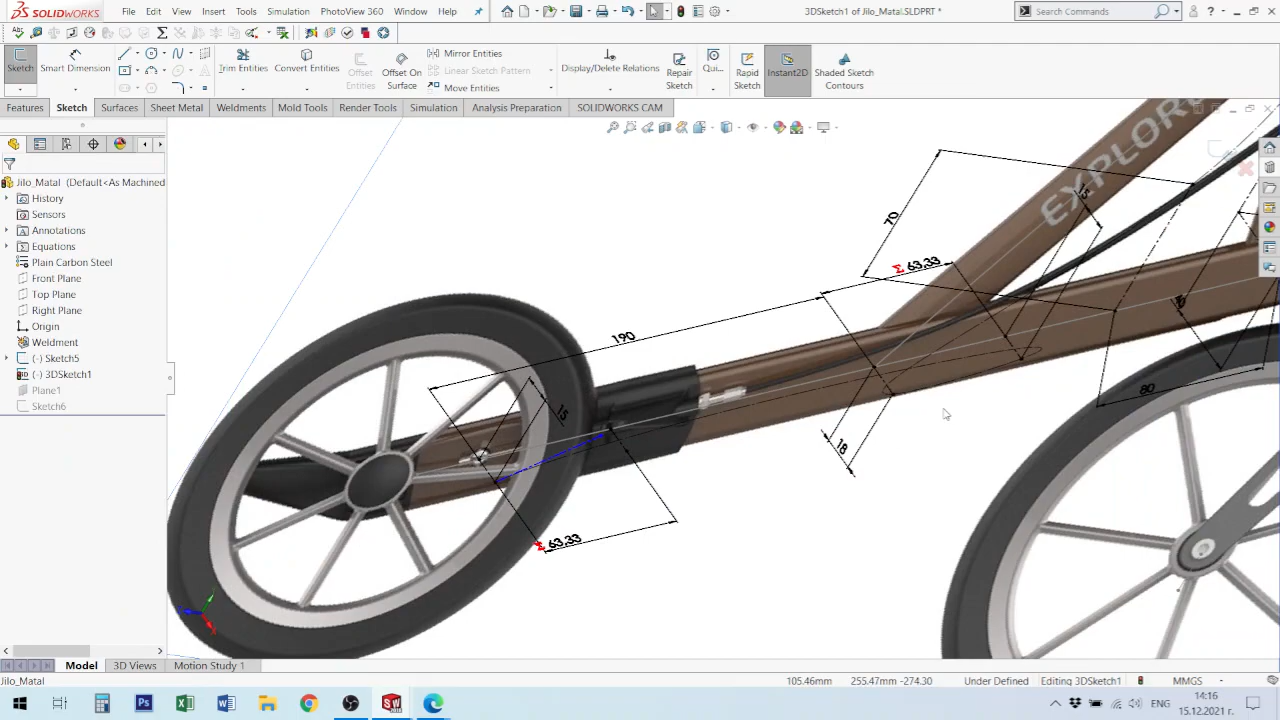 SOLIDWORKS
File Edit View Insert Tools Simulation PhotoView 360 Window Help
3DSketch1 of Jilo_Matal.SLDPRT *
Search Commands
Sketch
Smart Dimension
Trim Entities
Convert Entities
Offset Entities
Offset On Surface
Mirror Entities
Linear Sketch Pattern
Move Entities
Display/Delete Relations
Repair Sketch
Qui...
Rapid Sketch
Instant2D
Shaded Sketch Contours
Features Sketch Surfaces Sheet Metal Weldments Mold Tools Render Tools Simulation Analysis Preparation SOLIDWORKS CAM
Jilo_Matal (Default<As Machined
History
Sensors
Annotations
Equations
Plain Carbon Steel
Front Plane
Top Plane
Right Plane
Origin
Weldment
(-) Sketch5
(-) 3DSketch1
Plane1
Sketch6
EXPLOR
70
15
Σ 63,33
190
15
80
18
Σ 63,33
Model 3D Views Motion Study 1
Jilo_Matal
105.46mm 255.47mm -274.30 Under Defined Editing 3DSketch1 MMGS
ENG
14:16
15.12.2021 г.